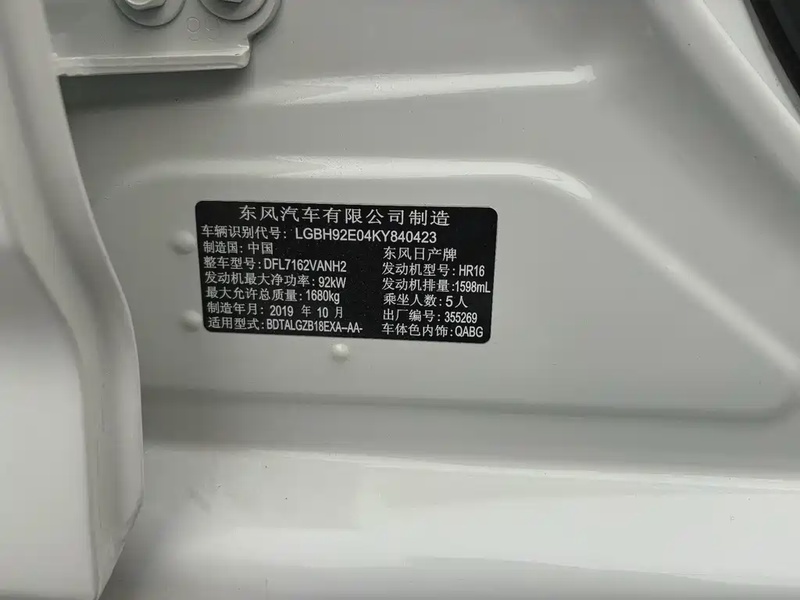 东风汽车有限公司制造
车辆识别代号: LGBH92E04KY840423
制造国: 中国 东风日产牌
整车型号: DFL7162VANH2 发动机型号: HR16
发动机最大净功率: 92kW 发动机排量: 1598mL
最大允许总质量: 1680kg 乘坐人数: 5人
制造年月: 2019 年 10 月 出厂编号: 355269
适用型式: BDTALGZB18EXA--AA- 车体色内饰: QABG